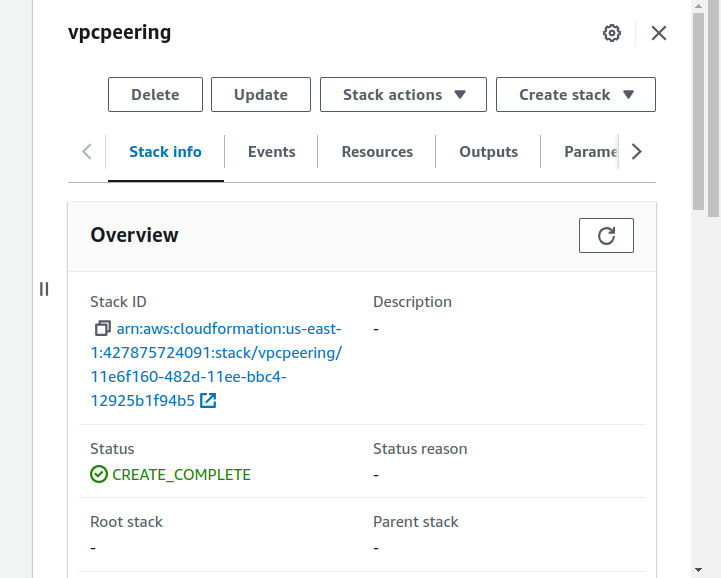 vpcpeering
Delete
Update
Stack actions
Create stack
Stack info
Events
Resources
Outputs
Parame
Overview
Stack ID
Description
arn:aws:cloudformation:us-east-
1:427875724091:stack/vpcpeering/
11e6f160-482d-11ee-bbc4-
12925b1f94b5
-
Status
Status reason
CREATE_COMPLETE
-
Root stack
Parent stack
-
-